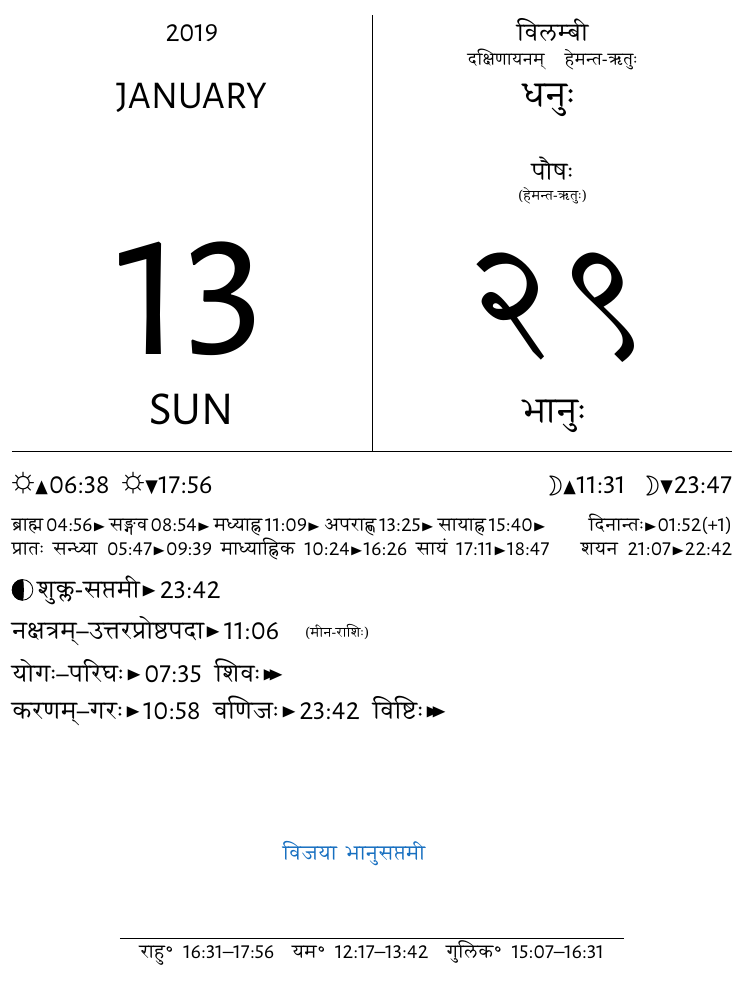 2019
JANUARY
13
SUN
विलम्बी
दक्षिणायनम् हेमन्त-ऋतुः
धनुः
पौषः
(हेमन्त-ऋतुः)
२९
भानुः
☼▲06:38 ☼▼17:56 ☽▲11:31 ☽▼23:47
ब्राह्म 04:56► सङ्गव 08:54► मध्याह्न 11:09► अपराह्ण 13:25► सायाह्न 15:40► दिनान्तः►01:52(+1)
प्रातः सन्ध्या 05:47►09:39 माध्याह्निक 10:24►16:26 सायं 17:11►18:47 शयन 21:07►22:42
शुक्ल-सप्तमी► 23:42
नक्षत्रम्–उत्तरप्रोष्ठपदा► 11:06 (मीन-राशिः)
योगः–परिघः► 07:35 शिवः►►
करणम्–गरः►10:58 वणिजः►23:42 विष्टिः►►
विजया भानुसप्तमी
राहु° 16:31–17:56 यम° 12:17–13:42 गुलिक° 15:07–16:31